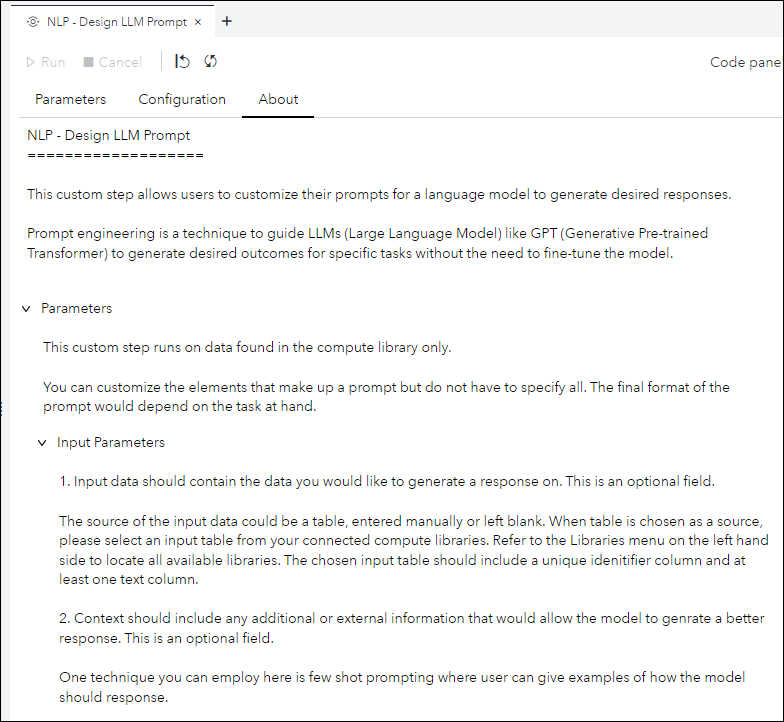 NLP - Design LLM Prompt × +
Run Cancel Code pane
Parameters Configuration About
NLP - Design LLM Prompt
===================
This custom step allows users to customize their prompts for a language model to generate desired responses.
Prompt engineering is a technique to guide LLMs (Large Language Model) like GPT (Generative Pre-trained
Transformer) to generate desired outcomes for specific tasks without the need to fine-tune the model.
Parameters
This custom step runs on data found in the compute library only.
You can customize the elements that make up a prompt but do not have to specify all. The final format of the
prompt would depend on the task at hand.
Input Parameters
1. Input data should contain the data you would like to generate a response on. This is an optional field.
The source of the input data could be a table, entered manually or left blank. When table is chosen as a source,
please select an input table from your connected compute libraries. Refer to the Libraries menu on the left hand
side to locate all available libraries. The chosen input table should include a unique idenitifier column and at
least one text column.
2. Context should include any additional or external information that would allow the model to genrate a better
response. This is an optional field.
One technique you can employ here is few shot prompting where user can give examples of how the model
should response.